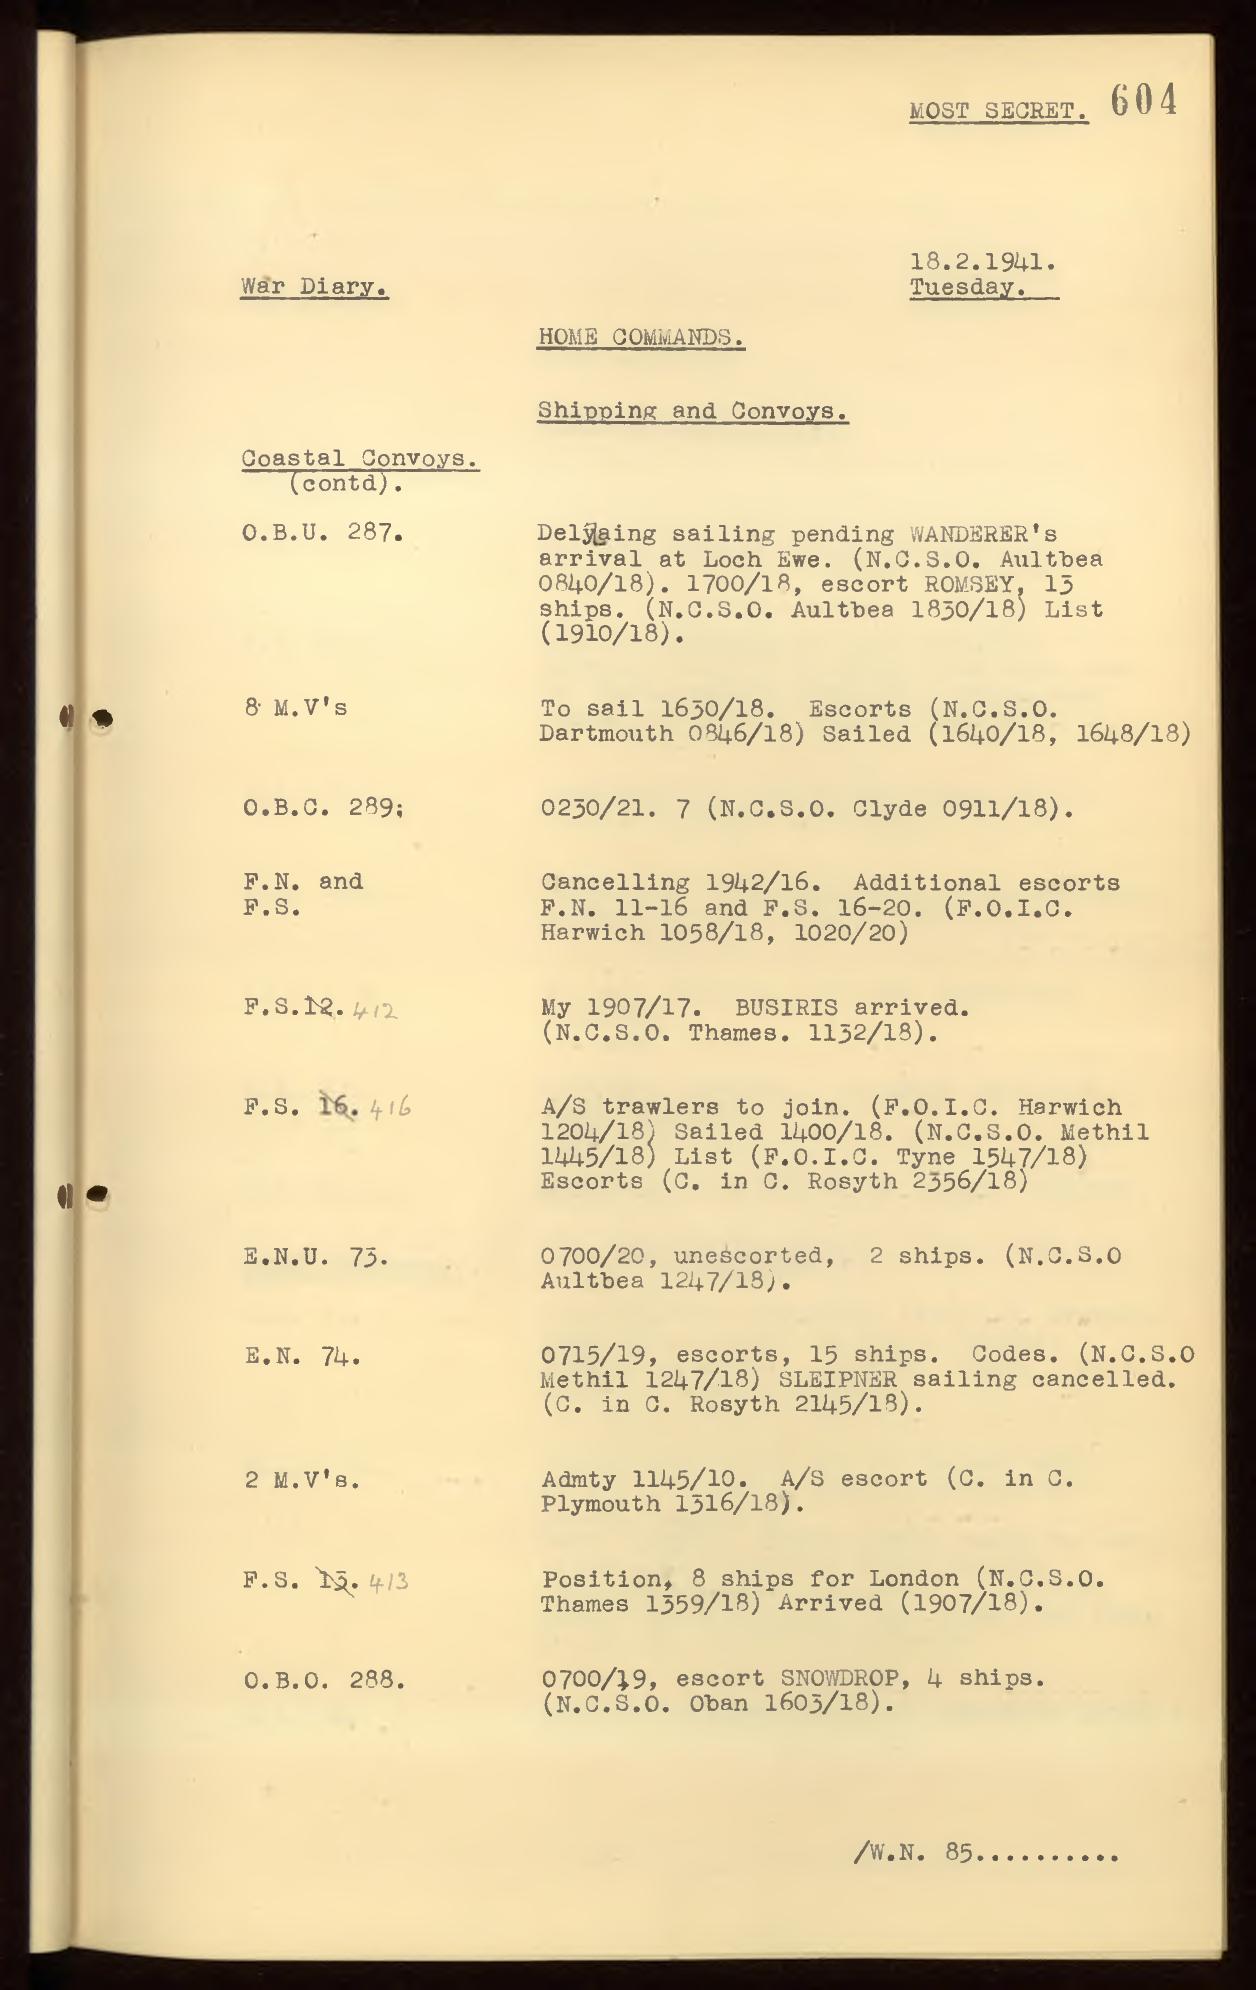 MOST SECRET. 604
18.2.1941.
War Diary. Tuesday.
HOME COMMANDS.
Shipping and Convoys.
Coastal Convoys.
(contd).
O.B.U. 287. Delyaing sailing pending WANDERER's
arrival at Loch Ewe. (N.C.S.O. Aultbea
0840/18). 1700/18, escort ROMSEY, 13
ships. (N.C.S.O. Aultbea 1830/18) List
(1910/18).
8 M.V's To sail 1630/18. Escorts (N.C.S.O.
Dartmouth 0846/18) Sailed (1640/18, 1648/18)
O.B.C. 289; 0230/21. 7 (N.C.S.O. Clyde 0911/18).
F.N. and Cancelling 1942/16. Additional escorts
F.S. F.N. 11-16 and F.S. 16-20. (F.O.I.C.
Harwich 1058/18, 1020/20)
F.S.12. 412 My 1907/17. BUSIRIS arrived.
(N.C.S.O. Thames. 1132/18).
F.S. 16. 416 A/S trawlers to join. (F.O.I.C. Harwich
1204/18) Sailed 1400/18. (N.C.S.O. Methil
1445/18) List (F.O.I.C. Tyne 1547/18)
Escorts (C. in C. Rosyth 2356/18)
E.N.U. 73. 0700/20, unescorted, 2 ships. (N.C.S.O
Aultbea 1247/18).
E.N. 74. 0715/19, escorts, 15 ships. Codes. (N.C.S.O
Methil 1247/18) SLEIPNER sailing cancelled.
(C. in C. Rosyth 2145/18).
2 M.V's. Admty 1145/10. A/S escort (C. in C.
Plymouth 1316/18).
F.S. 13. 413 Position, 8 ships for London (N.C.S.O.
Thames 1359/18) Arrived (1907/18).
O.B.O. 288. 0700/19, escort SNOWDROP, 4 ships.
(N.C.S.O. Oban 1603/18).
/W.N. 85..........